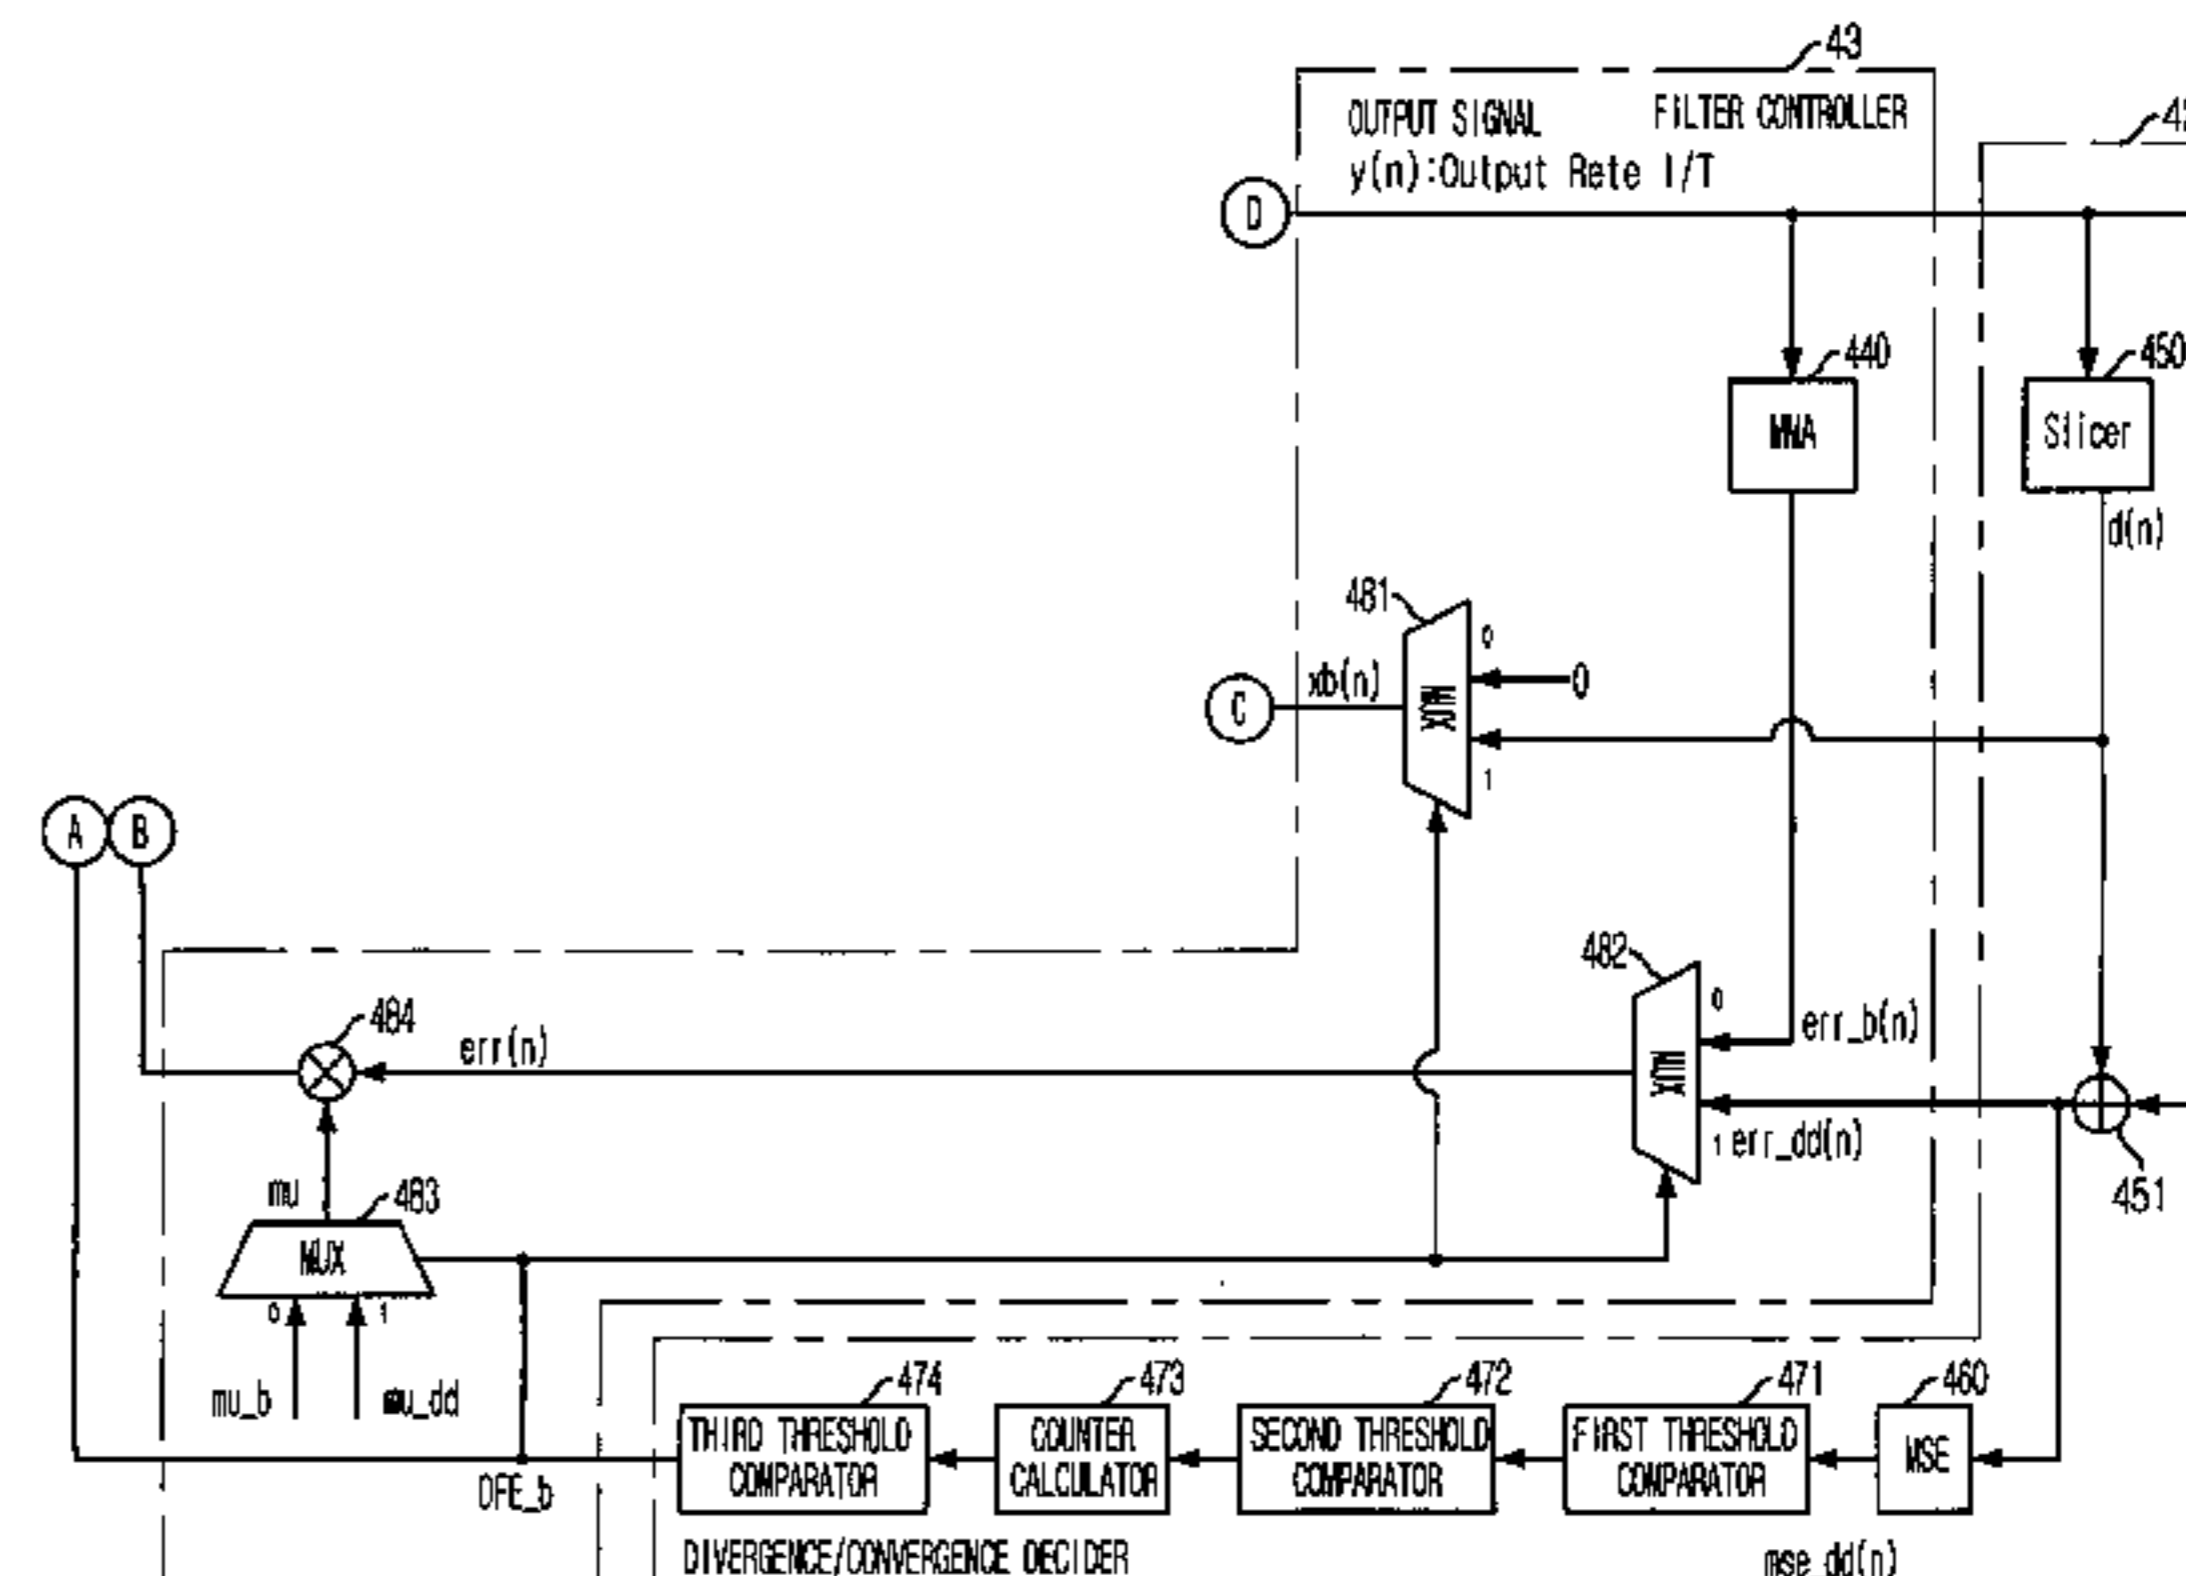 43
OUTPUT SIGNAL
FILTER CONTROLLER
y(n):Output Rete 1/T
D
440
450
MMA
Slicer
d(n)
481
0
xb(n)
MUX
0
C
1
A
B
482
0
484
err(n)
MUX
err_b(n)
1 err_dd(n)
451
mu
483
MUX
0
1
mu_b
mu_dd
474
473
472
471
460
THIRD THRESHOLD
COMPARATOR
COUNTER
CALCULATOR
SECOND THRESHOLD
COMPARATOR
FIRST THRESHOLD
COMPARATOR
MSE
DFE_b
DIVERGENCE/CONVERGENCE DECIDER
mse_dd(n)